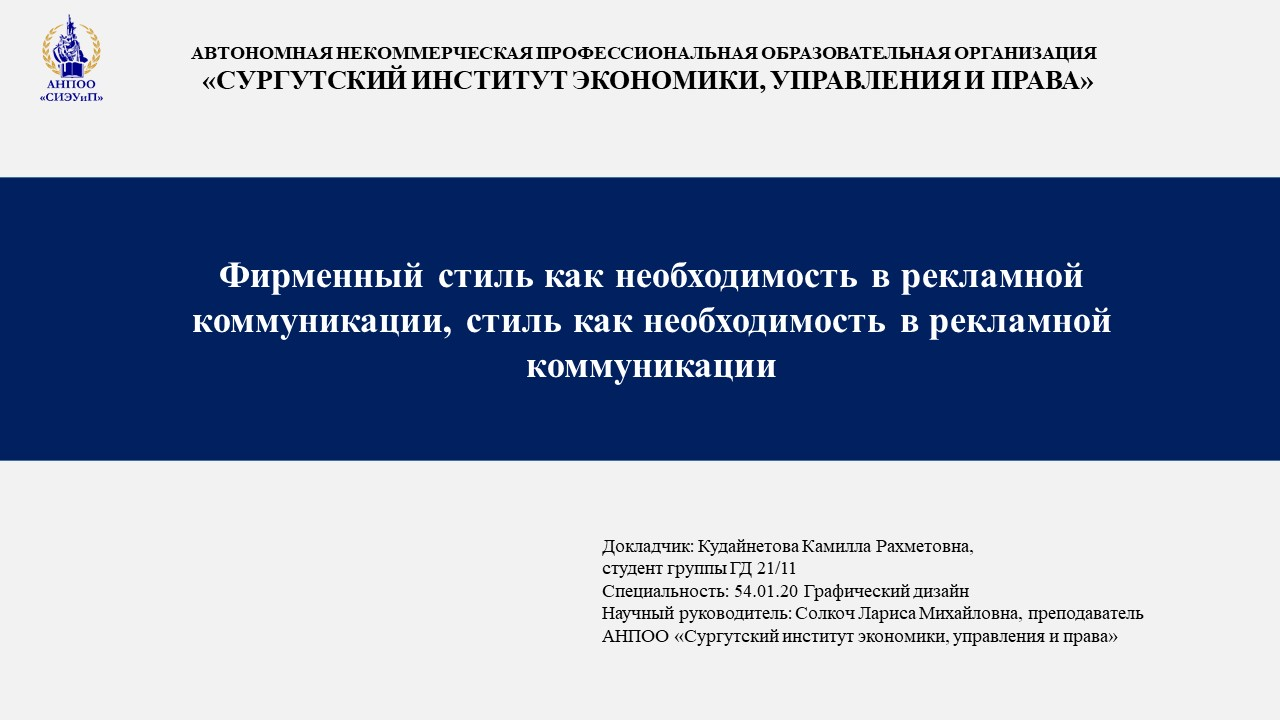 АНПОО
«СИЭУиП»
АВТОНОМНАЯ НЕКОММЕРЧЕСКАЯ ПРОФЕССИОНАЛЬНАЯ ОБРАЗОВАТЕЛЬНАЯ ОРГАНИЗАЦИЯ
«СУРГУТСКИЙ ИНСТИТУТ ЭКОНОМИКИ, УПРАВЛЕНИЯ И ПРАВА»
Фирменный стиль как необходимость в рекламной
коммуникации, стиль как необходимость в рекламной
коммуникации
Докладчик: Кудайнетова Камилла Рахметовна,
студент группы ГД 21/11
Специальность: 54.01.20 Графический дизайн
Научный руководитель: Солкоч Лариса Михайловна, преподаватель
АНПОО «Сургутский институт экономики, управления и права»